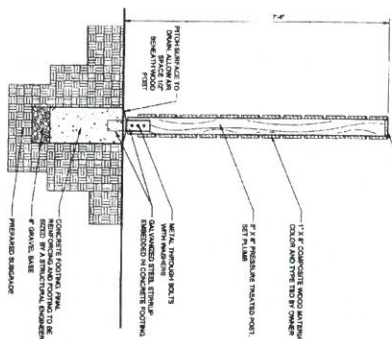 7'-6"
PITCH SURFACE TO
DRAIN, ALLOW AIR
SPACE 1/2"
BENEATH WOOD
POST
1" X 6" COMPOSITE WOOD MATERIAL
COLOR AND TYPE TBD BY OWNER
6" X 6" PRESSURE TREATED POST,
SET PLUMB
METAL THROUGH BOLTS
WITH WASHERS
GALVANIZED STEEL STIRRUP
EMBEDDED IN CONCRETE FOOTING
CONCRETE FOOTING, FINAL
REINFORCING AND FOOTING TO BE
SIZED BY A STRUCTURAL ENGINEER
6" GRAVEL BASE
PREPARED SUBGRADE